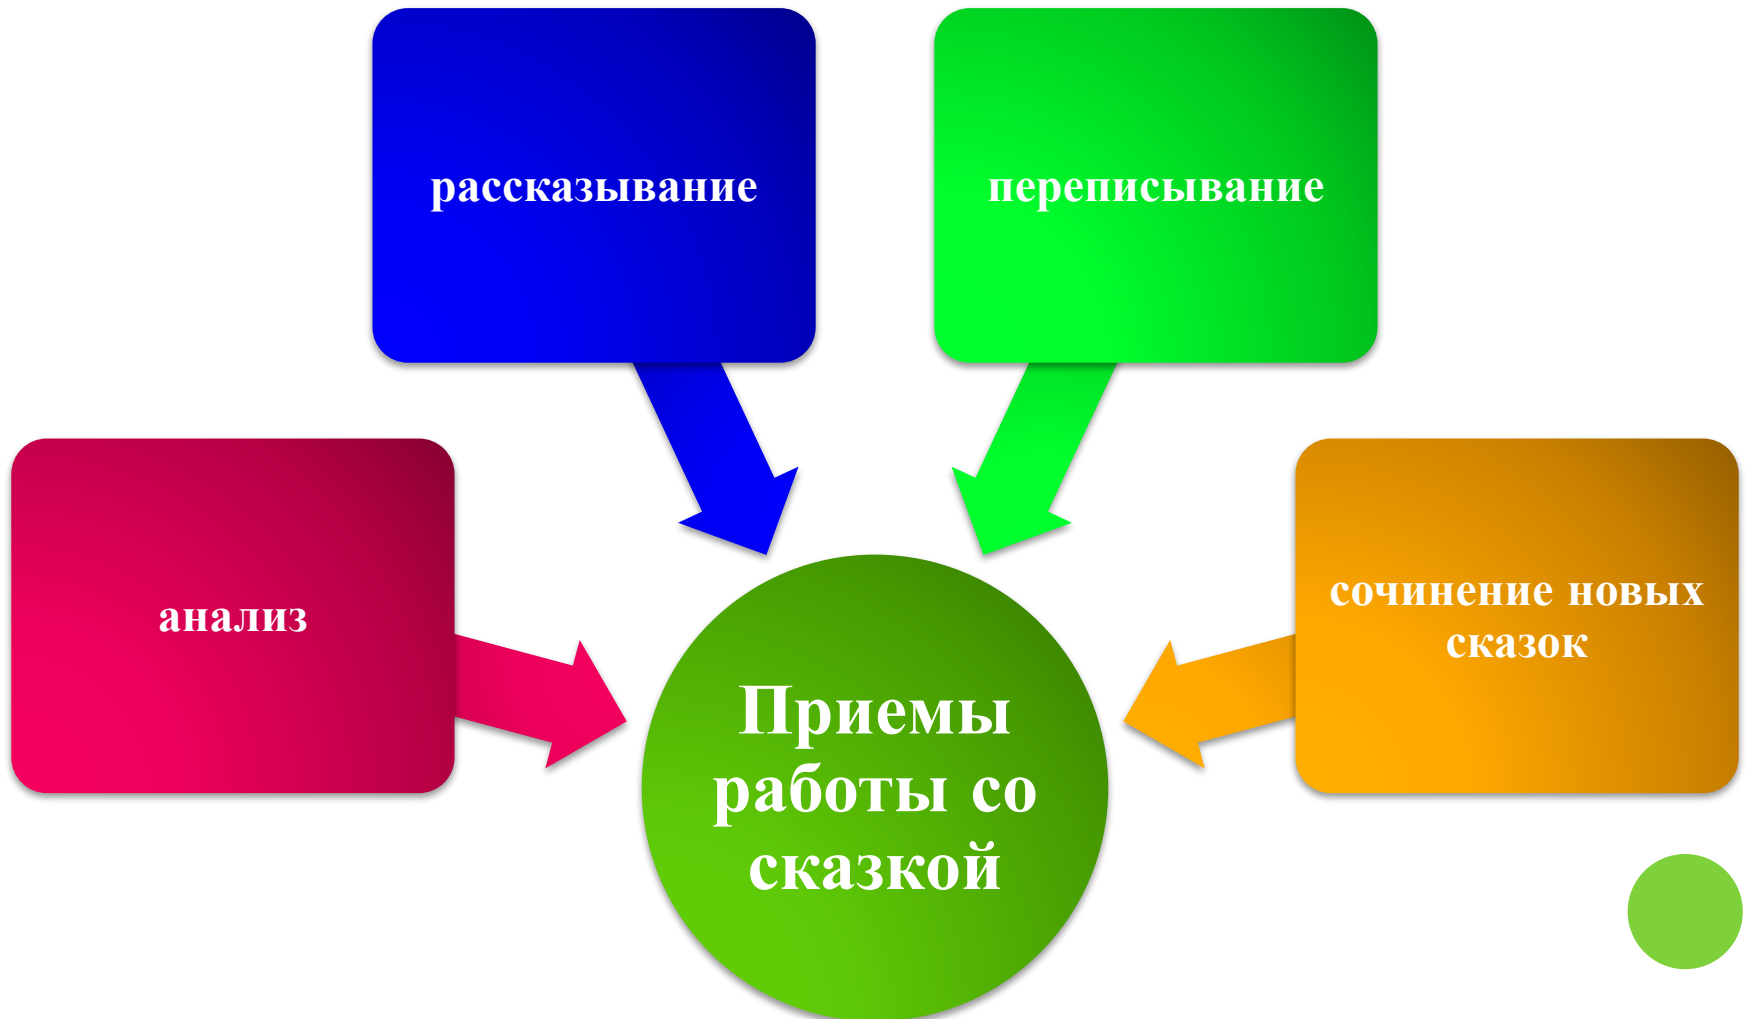 рассказывание
переписывание
анализ
сочинение новых
сказок
Приемы
работы со
сказкой